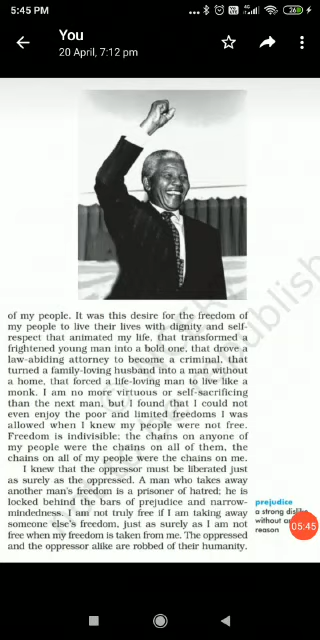 5:45 PM
You
20 April, 7:12 pm
of my people. It was this desire for the freedom of
my people to live their lives with dignity and self-
respect that animated my life, that transformed a
frightened young man into a bold one, that drove a
law-abiding attorney to become a criminal, that
turned a family-loving husband into a man without
a home, that forced a life-loving man to live like a
monk. I am no more virtuous or self-sacrificing
than the next man, but I found that I could not
even enjoy the poor and limited freedoms I was
allowed when I knew my people were not free.
Freedom is indivisible; the chains on anyone of
my people were the chains on all of them, the
chains on all of my people were the chains on me.
I knew that the oppressor must be liberated just
as surely as the oppressed. A man who takes away
another man's freedom is a prisoner of hatred; he is
locked behind the bars of prejudice and narrow-
mindedness. I am not truly free if I am taking away
someone else's freedom, just as surely as I am not
free when my freedom is taken from me. The oppressed
and the oppressor alike are robbed of their humanity.
prejudice
a strong dislike
without
reason
05:45